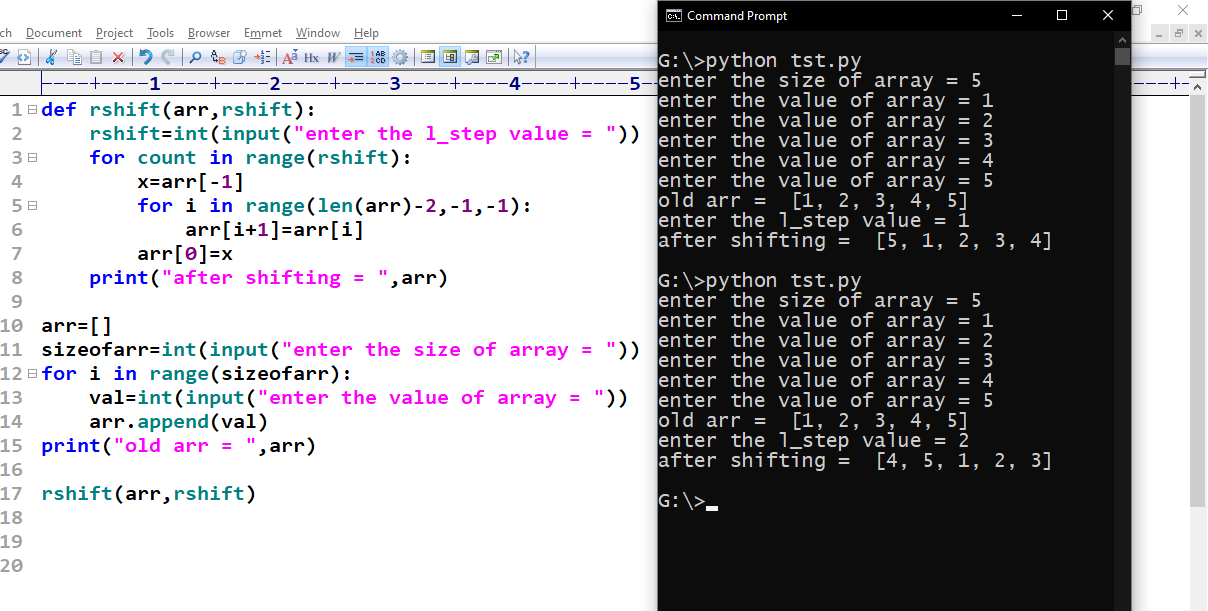 ch Document Project Tools Browser Emmet Window Help
Hx W
1 2 3 4 5
1 def rshift(arr,rshift):
2     rshift=int(input("enter the l_step value = "))
3     for count in range(rshift):
4         x=arr[-1]
5         for i in range(len(arr)-2,-1,-1):
6             arr[i+1]=arr[i]
7         arr[0]=x
8     print("after shifting = ",arr)
9
10 arr=[]
11 sizeofarr=int(input("enter the size of array = "))
12 for i in range(sizeofarr):
13     val=int(input("enter the value of array = "))
14     arr.append(val)
15 print("old arr = ",arr)
16
17 rshift(arr,rshift)
18
19
20
Command Prompt
G:\>python tst.py
enter the size of array = 5
enter the value of array = 1
enter the value of array = 2
enter the value of array = 3
enter the value of array = 4
enter the value of array = 5
old arr =  [1, 2, 3, 4, 5]
enter the l_step value = 1
after shifting =  [5, 1, 2, 3, 4]
G:\>python tst.py
enter the size of array = 5
enter the value of array = 1
enter the value of array = 2
enter the value of array = 3
enter the value of array = 4
enter the value of array = 5
old arr =  [1, 2, 3, 4, 5]
enter the l_step value = 2
after shifting =  [4, 5, 1, 2, 3]
G:\>